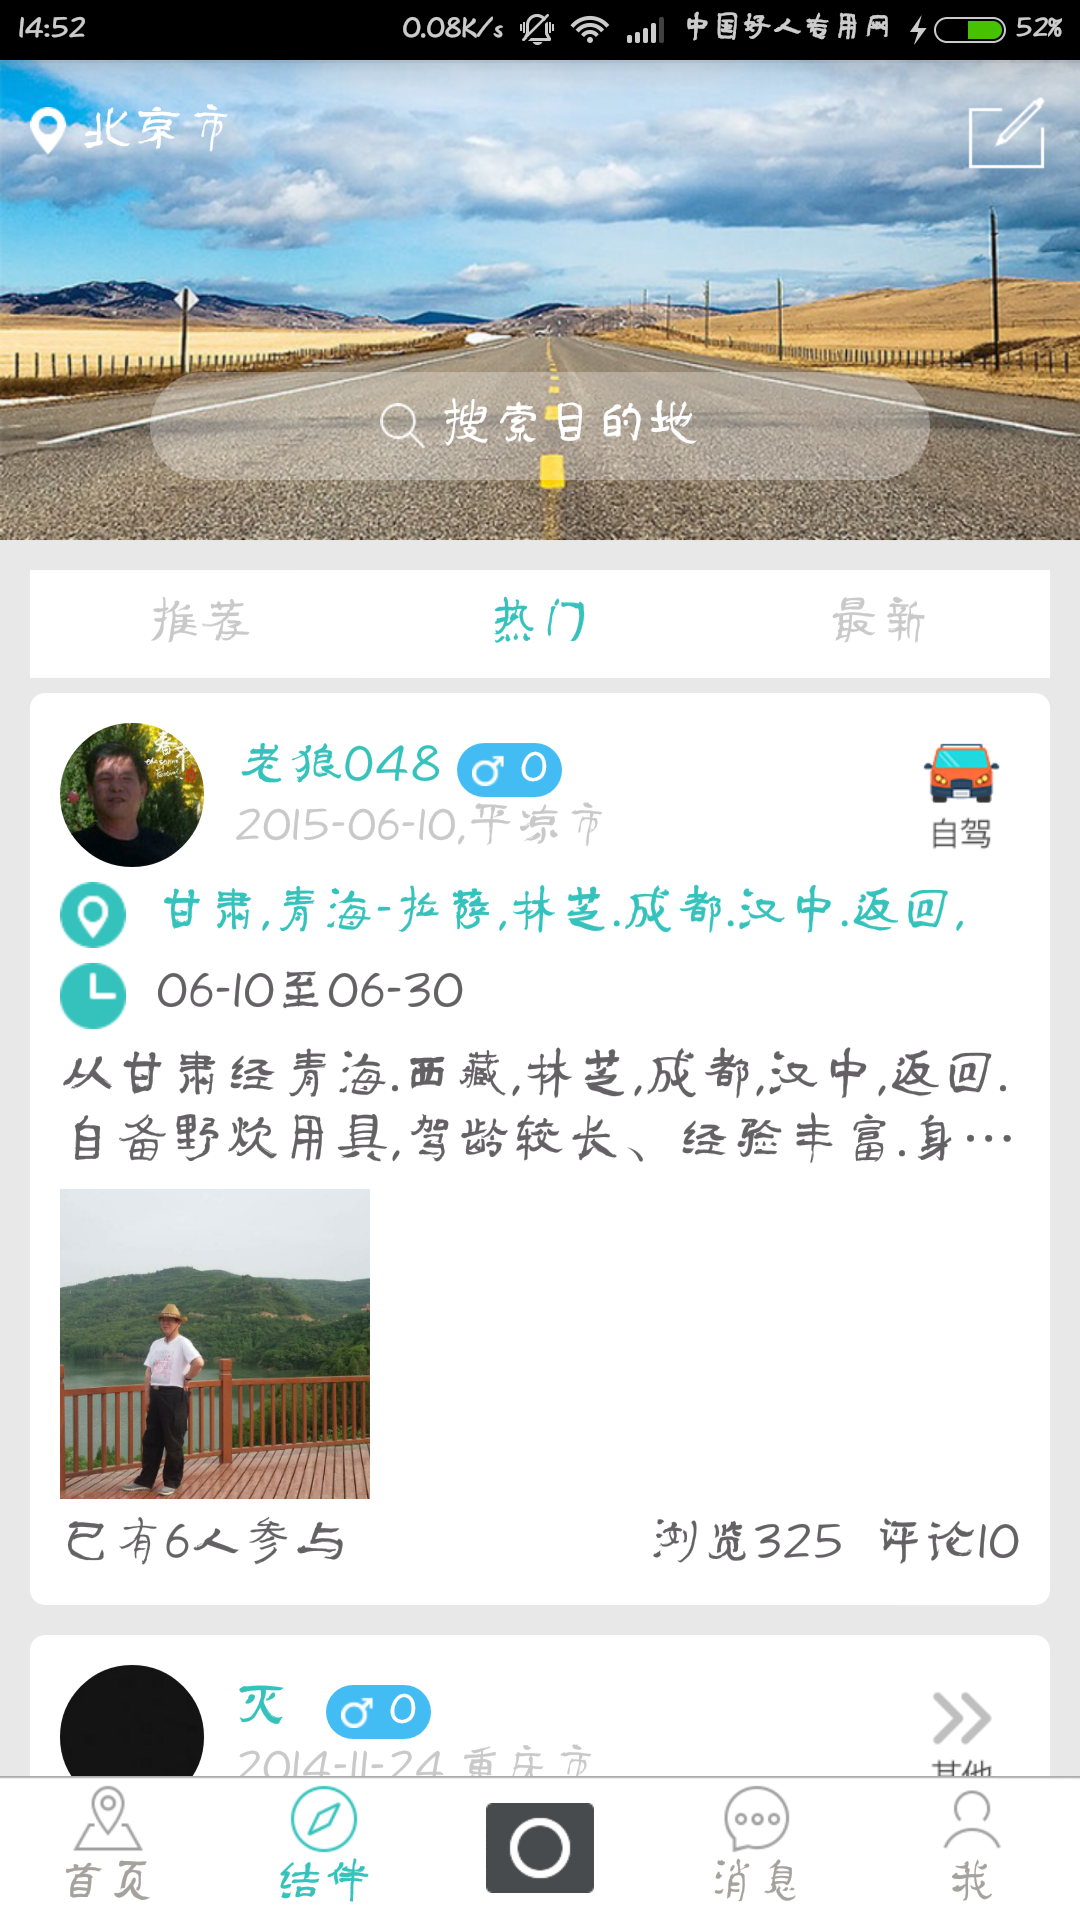 14:52 0.08K/s 中国好人专用网 52%
北京市
搜索目的地
推荐 热门 最新
老狼048 0
2015-06-10,平凉市
自驾
甘肃,青海-拉萨,林芝.成都.汉中.返回,
06-10至06-30
从甘肃经青海.西藏,林芝,成都,汉中,返回.
自备野炊用具,驾龄较长、经验丰富.身…
已有6人参与 浏览325 评论10
灭 0
2014-11-24,重庆市
其他
首页 结伴 消息 我